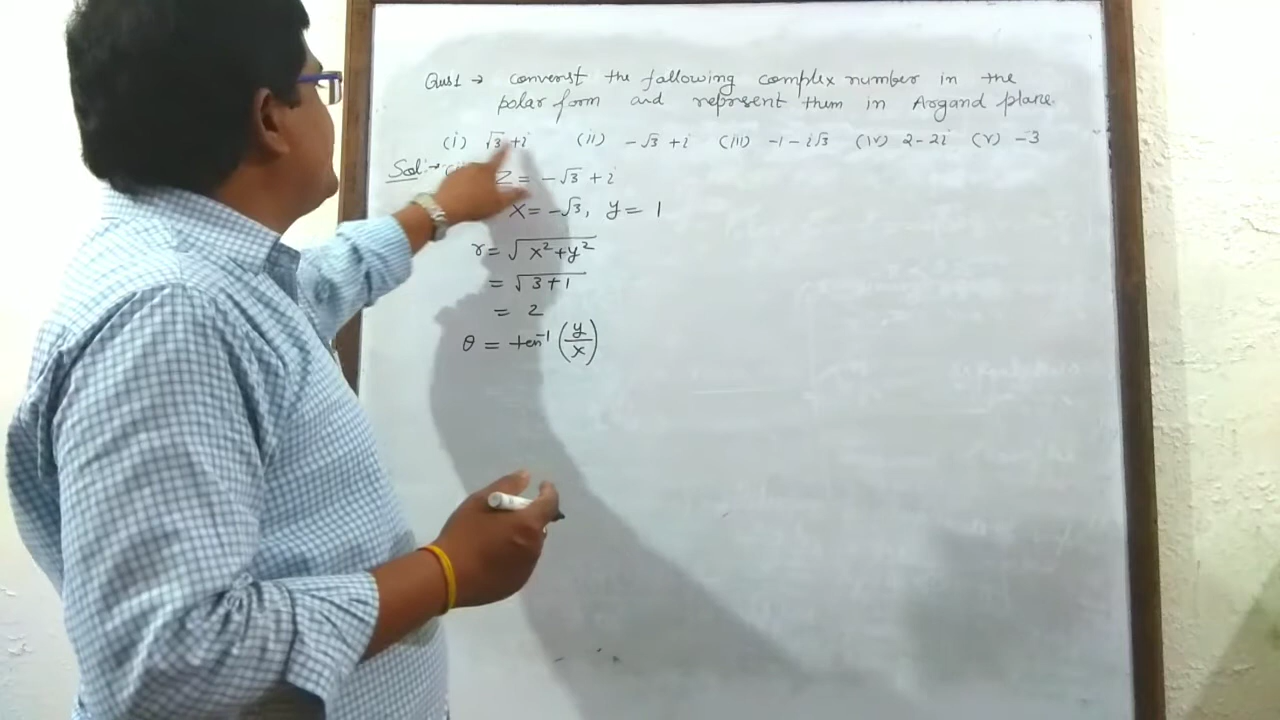 Qus1 → convert the following complex number in the
polar form and represent them in Argand plane
(i) √3 + i (ii) -√3 + i (iii) -1 - i√3 (iv) 2 - 2i (v) -3
Sol:→ Z = -√3 + i
x = -√3, y = 1
r = √(x² + y²)
= √(3 + 1)
= 2
θ = tan⁻¹ (y/x)